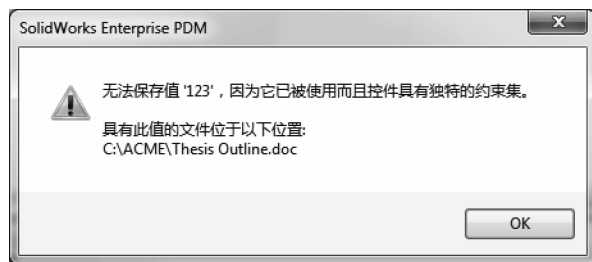 SolidWorks Enterprise PDM
无法保存值 '123'，因为它已被使用而且控件具有独特的约束集。
具有此值的文件位于以下位置:
C:\ACME\Thesis Outline.doc
OK